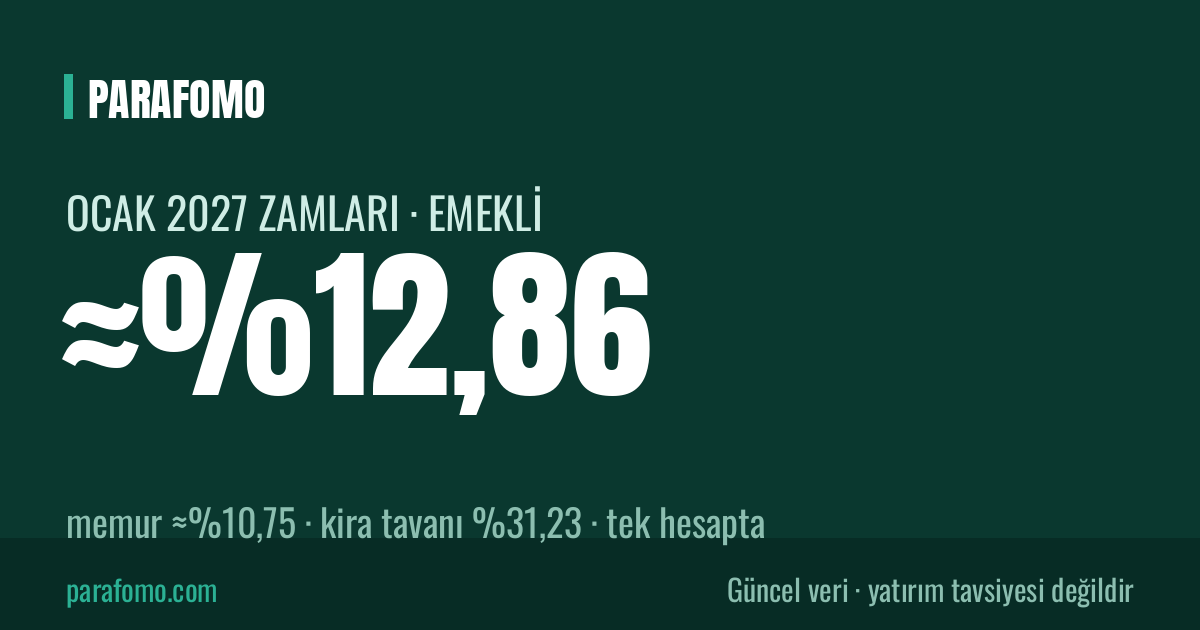 PARAFOMO
OCAK 2027 ZAMLARI · EMEKLİ
≈%12,86
memur ≈%10,75 · kira tavanı %31,23 · tek hesapta
parafomo.com
Güncel veri · yatırım tavsiyesi değildir